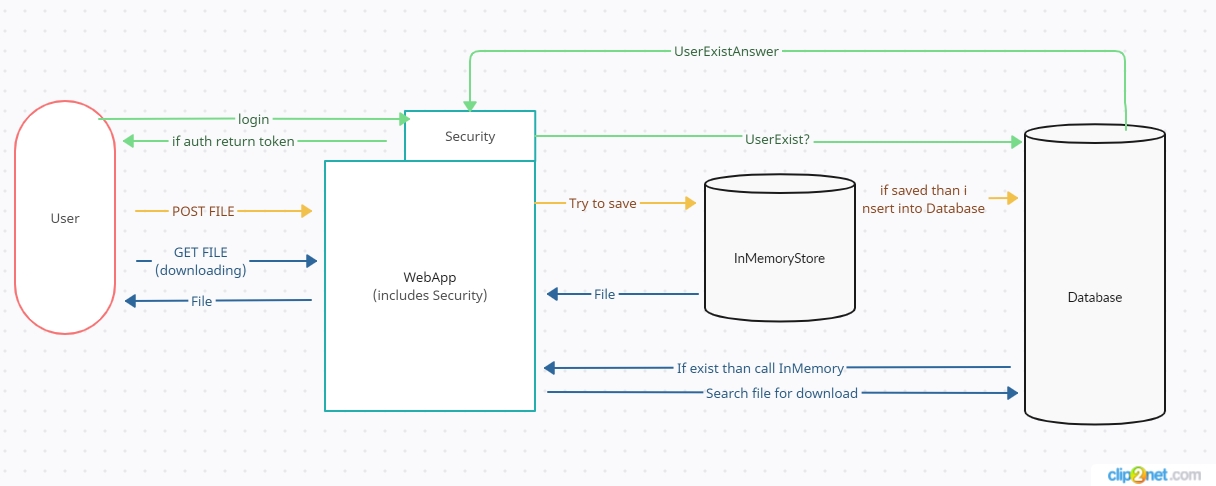 UserExistAnswer
login
Security
if auth return token
UserExist?
User
POST FILE
Try to save
if saved than i
nsert into Database
GET FILE
(downloading)
WebApp
(includes Security)
InMemoryStore
File
File
Database
If exist than call InMemory
Search file for download
clip2net.com